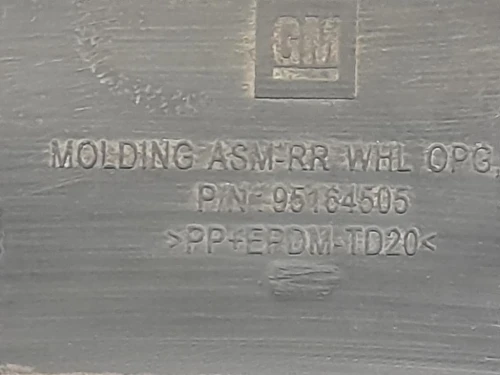 GM
MOLDING ASM-RR WHL OPG,
P/N : 95164505
>PP+EPDM-TD20<